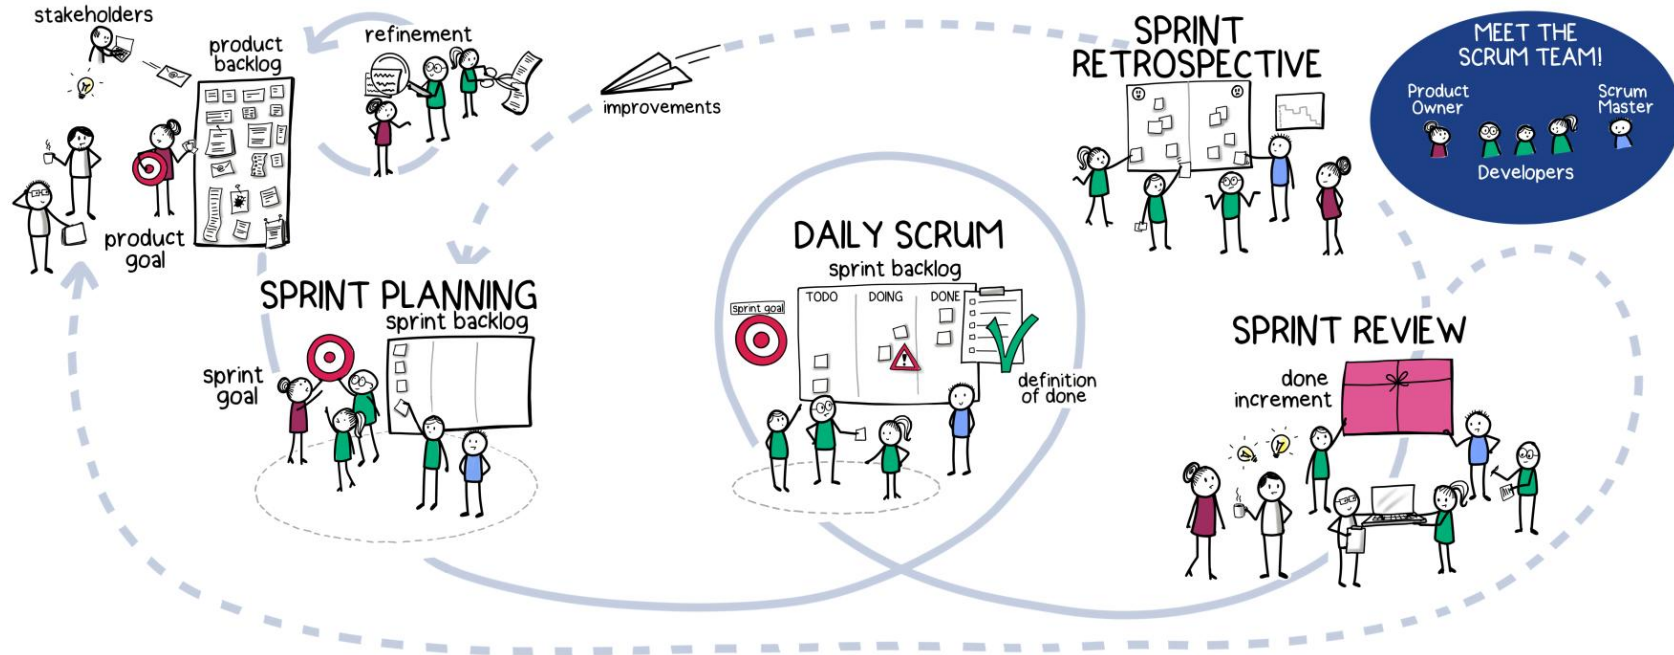 stakeholders
product
backlog
refinement
product
goal
improvements
SPRINT
RETROSPECTIVE
MEET THE
SCRUM TEAM!
Product
Owner
Scrum
Master
Developers
SPRINT PLANNING
sprint backlog
sprint
goal
DAILY SCRUM
sprint backlog
sprint goal
TODO
DOING
DONE
definition
of done
SPRINT REVIEW
done
increment